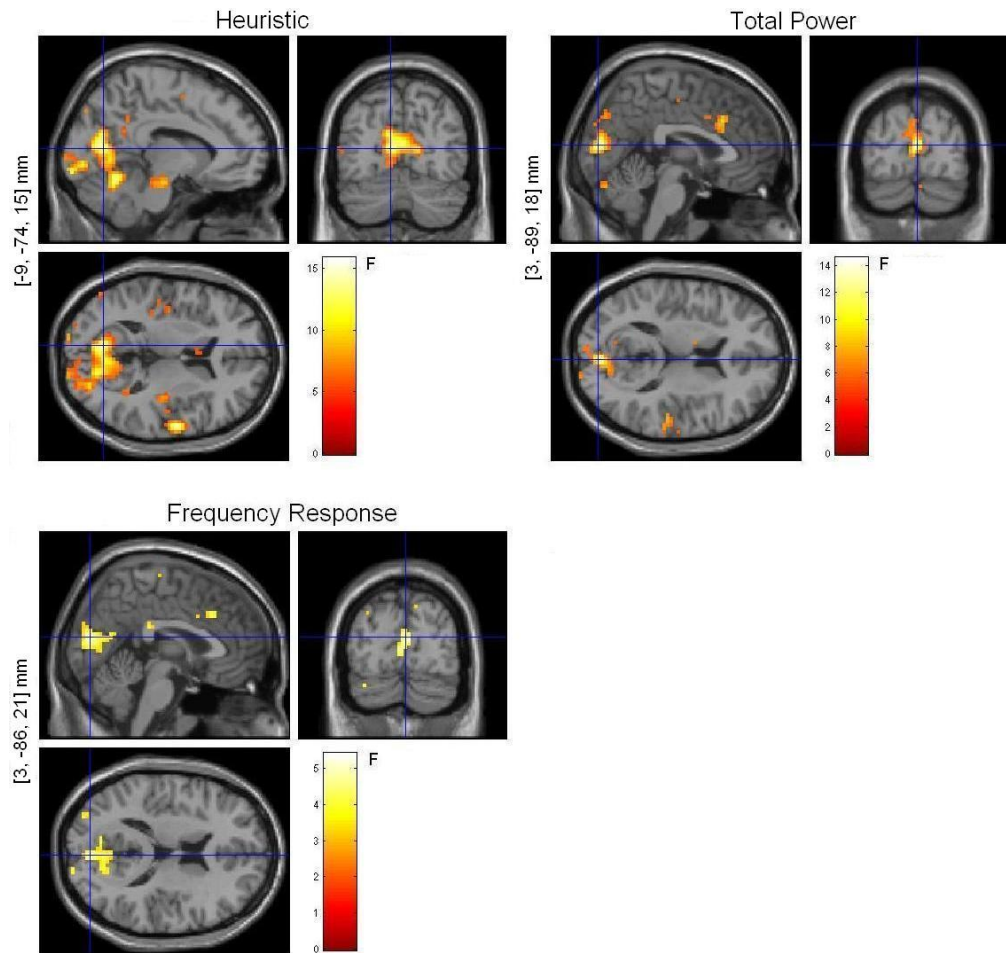 Heuristic
[-9, -74, 15] mm
F
15
10
5
0
Total Power
[3, -89, 18] mm
F
14
12
10
8
6
4
2
0
Frequency Response
[3, -86, 21] mm
F
5
4
3
2
1
0